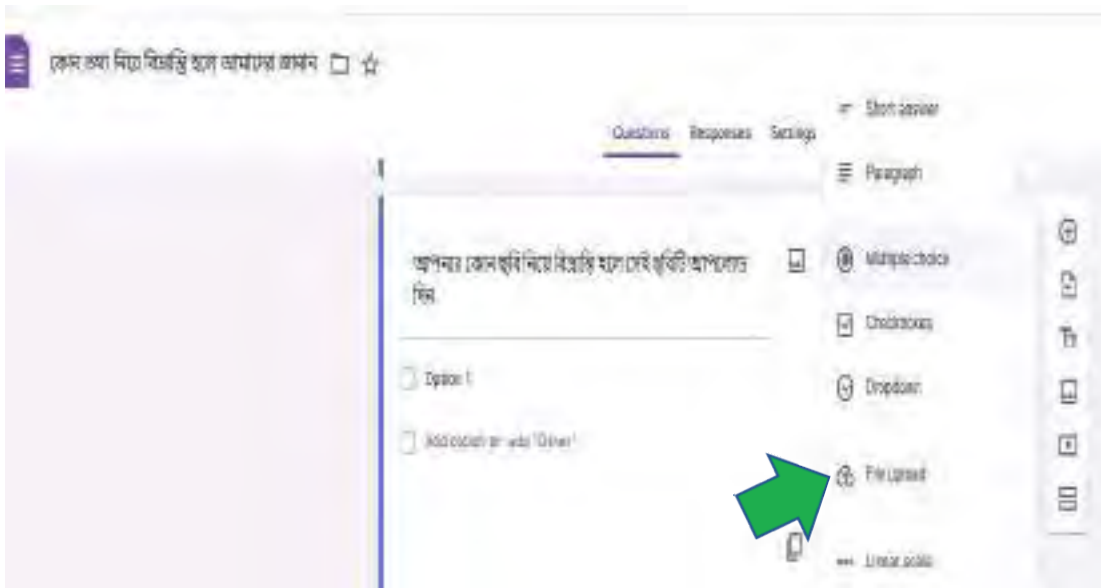 কোন তথ্য নিয়ে বিভ্রান্তি হলে আমাদের জানান
Questions Responses Settings
Short answer
Paragraph
আপনার কোন ছবি নিয়ে বিভ্রান্তি হলে সেই ছবিটি আপলোড
দিন
Multiple choice
Checkboxes
Option 1
Dropdown
Add option or add "Other"
File upload
Linear scale